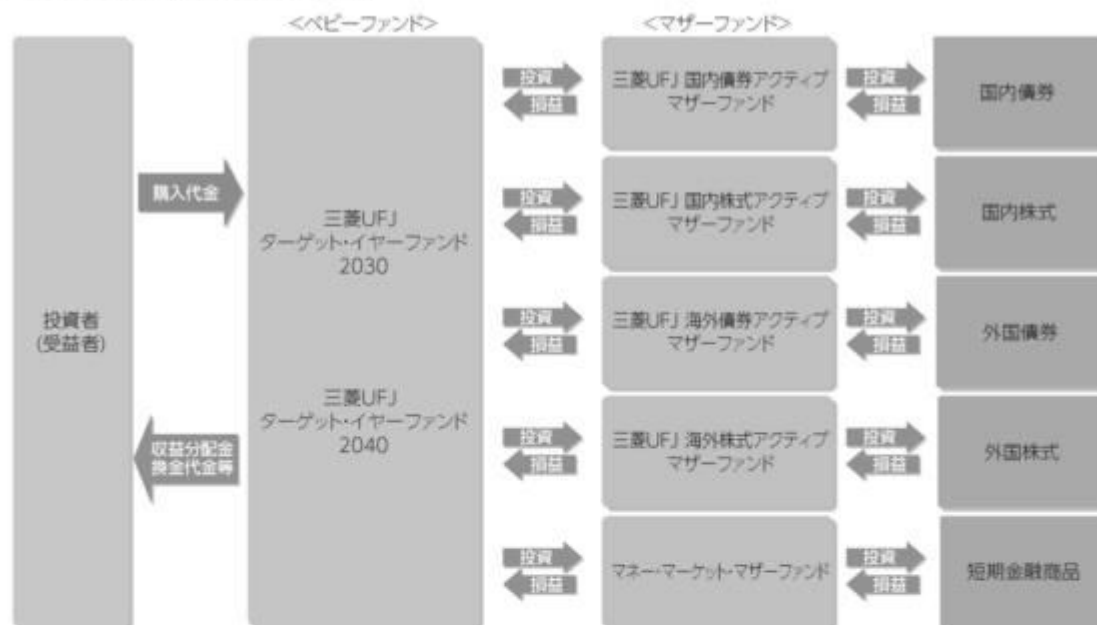 <ベビーファンド>
<マザーファンド>
投資者
(受益者)
購入代金
収益分配金
換金代金等
三菱UFJ
ターゲット・イヤーファンド
2030
三菱UFJ
ターゲット・イヤーファンド
2040
投資
損益
三菱UFJ 国内債券アクティブ
マザーファンド
投資
損益
国内債券
投資
損益
三菱UFJ 国内株式アクティブ
マザーファンド
投資
損益
国内株式
投資
損益
三菱UFJ 海外債券アクティブ
マザーファンド
投資
損益
外国債券
投資
損益
三菱UFJ 海外株式アクティブ
マザーファンド
投資
損益
外国株式
投資
損益
マネー・マーケット・マザーファンド
投資
損益
短期金融商品